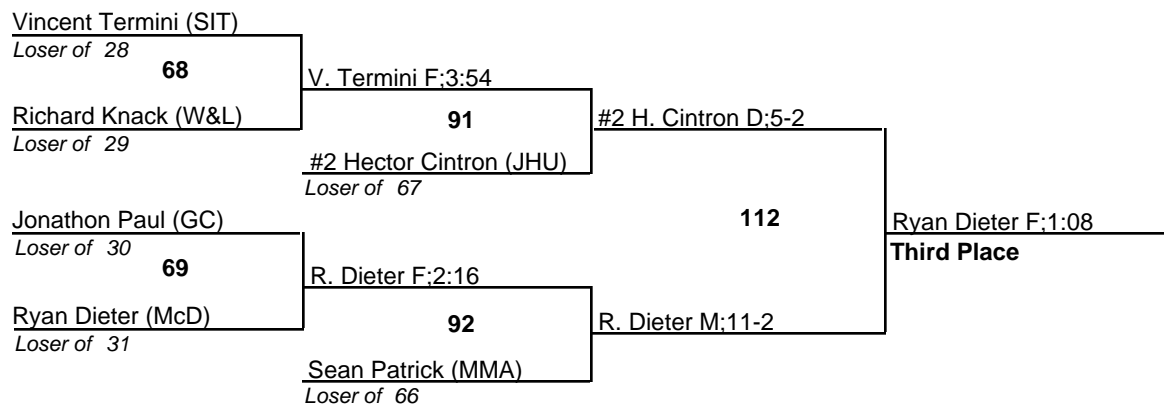 Vincent Termini (SIT)
Loser of 28
68
V. Termini F;3:54
Richard Knack (W&L)
Loser of 29
91
#2 H. Cintron D;5-2
#2 Hector Cintron (JHU)
Loser of 67
Jonathon Paul (GC)
Loser of 30
112
Ryan Dieter F;1:08
Third Place
69
R. Dieter F;2:16
Ryan Dieter (McD)
Loser of 31
92
R. Dieter M;11-2
Sean Patrick (MMA)
Loser of 66